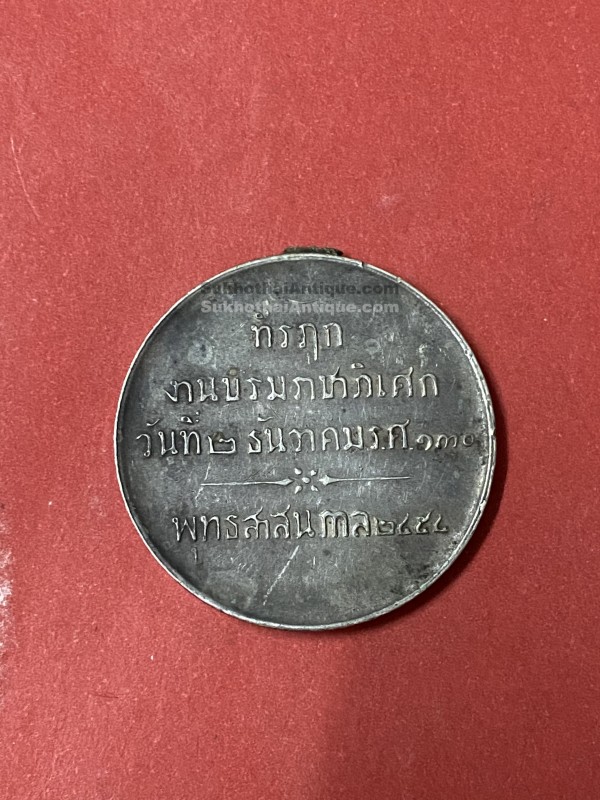 SukhothaiAntique.com
SukhothaiAntique.com
ที่รฦก
งานบรมราชาภิเศก
วันที่ ๒ ธันวาคม ร.ศ. ๑๓๐
พุทธสาสนกาล ๒๔๕๔